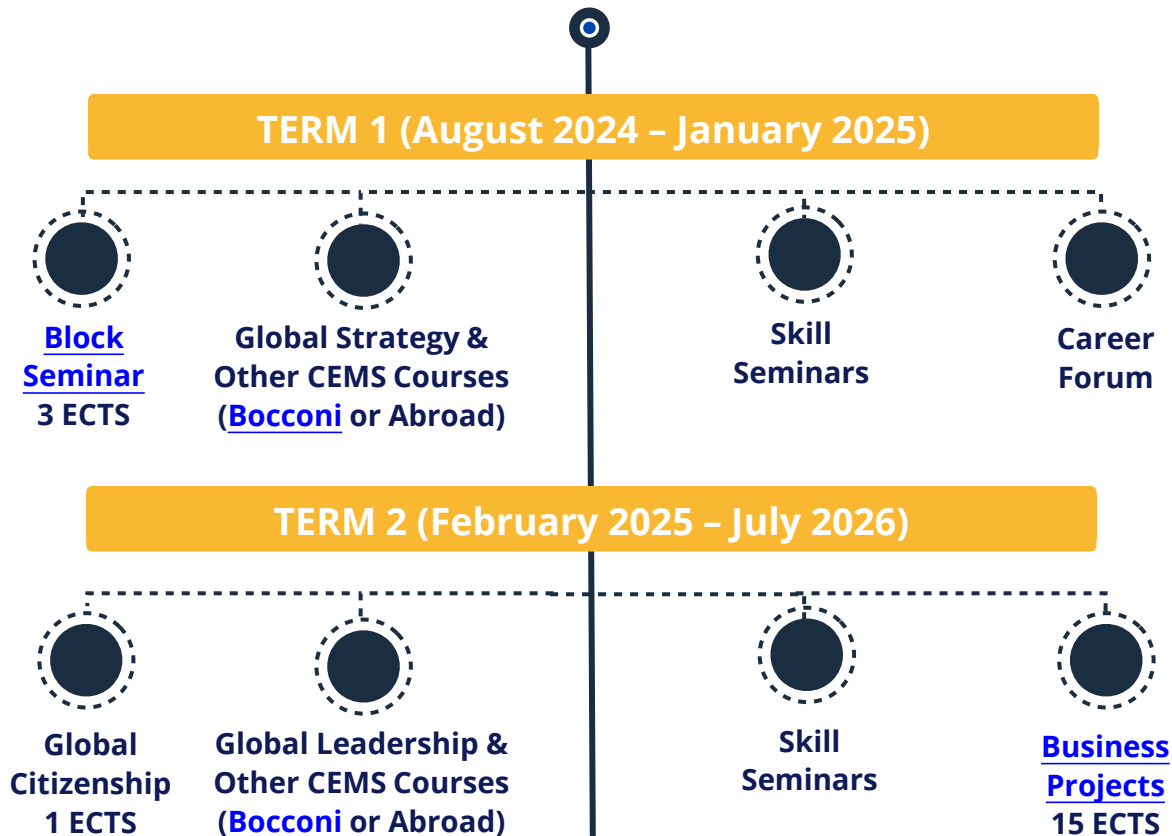 TERM 1 (August 2024 – January 2025)
Block
Seminar
3 ECTS
Global Strategy &
Other CEMS Courses
(Bocconi or Abroad)
Skill
Seminars
Career
Forum
TERM 2 (February 2025 – July 2026)
Global
Citizenship
1 ECTS
Global Leadership &
Other CEMS Courses
(Bocconi or Abroad)
Skill
Seminars
Business
Projects
15 ECTS